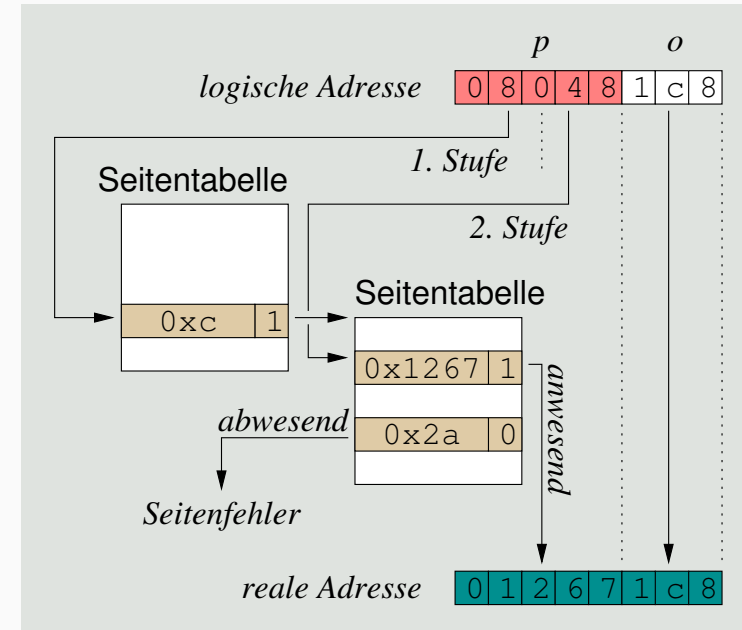 p o
logische Adresse 0 8 0 4 8 1 c 8
1. Stufe
Seitentabelle
2. Stufe
Seitentabelle
0xc 1
0x1267 1
anwesend
abwesend
0x2a 0
Seitenfehler
reale Adresse 0 1 2 6 7 1 c 8